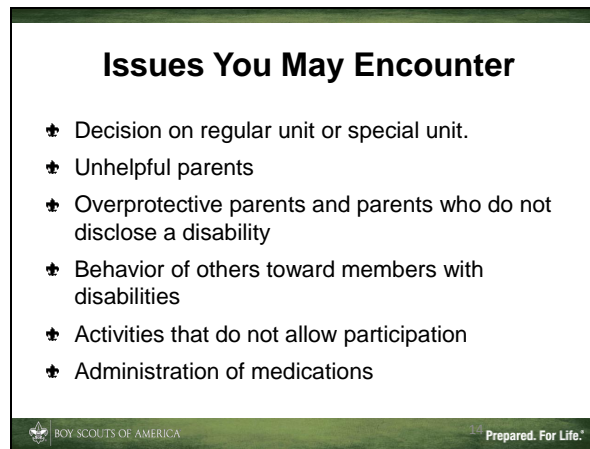 Issues You May Encounter
Decision on regular unit or special unit.
Unhelpful parents
Overprotective parents and parents who do not
disclose a disability
Behavior of others toward members with
disabilities
Activities that do not allow participation
Administration of medications
BOY SCOUTS OF AMERICA
14
Prepared. For Life.®